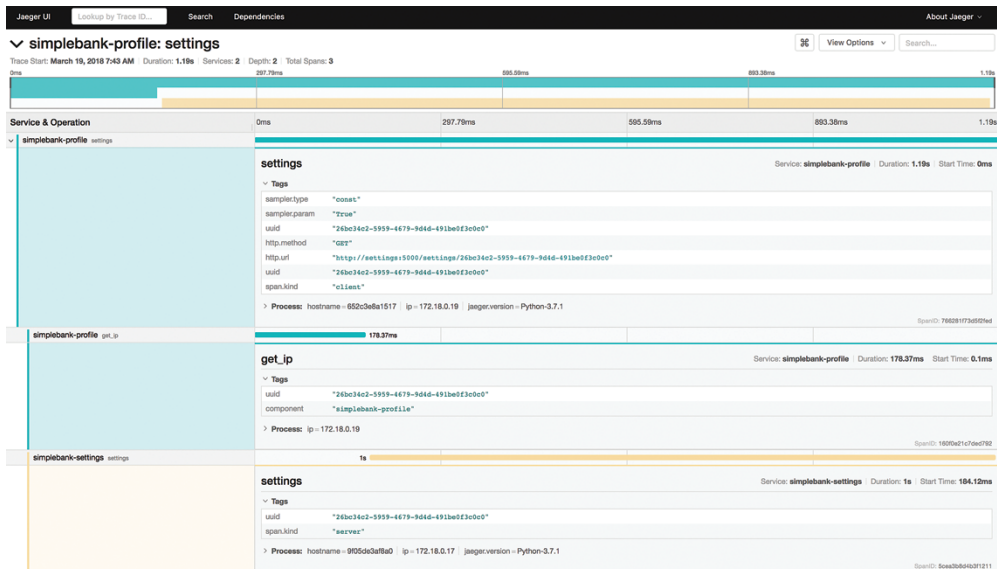 Jaeger UI Lookup by Trace ID... Search Dependencies About Jaeger
simplebank-profile: settings ⌘ View Options Search...
Trace Start: March 19, 2018 7:43 AM | Duration: 1.19s | Services: 2 | Depth: 2 | Total Spans: 3
0ms 297.79ms 595.59ms 893.38ms 1.19s
Service & Operation 0ms 297.79ms 595.59ms 893.38ms 1.19s
simplebank-profile settings
settings Service: simplebank-profile | Duration: 1.19s | Start Time: 0ms
Tags
sampler.type "const"
sampler.param "True"
uuid "26bc34c2-5959-4679-9d4d-491be0f3c0c0"
http.method "GET"
http.url "http://settings:5000/settings/26bc34c2-5959-4679-9d4d-491be0f3c0c0"
uuid "26bc34c2-5959-4679-9d4d-491be0f3c0c0"
span.kind "client"
Process: hostname = 652c3e8a1517 | ip = 172.18.0.19 | jaeger.version = Python-3.7.1
SpanID: 766281f73d5f2fed
simplebank-profile get_ip 178.37ms
get_ip Service: simplebank-profile | Duration: 178.37ms Start Time: 0.1ms
Tags
uuid "26bc34c2-5959-4679-9d4d-491be0f3c0c0"
component "simplebank-profile"
Process: ip = 172.18.0.19
SpanID: 160f0e21c7ded792
simplebank-settings settings 1s
settings Service: simplebank-settings | Duration: 1s | Start Time: 184.12ms
Tags
uuid "26bc34c2-5959-4679-9d4d-491be0f3c0c0"
span.kind "server"
Process: hostname = 9f05de3af8a0 | ip = 172.18.0.17 | jaeger.version = Python-3.7.1
SpanID: 5cea3b8d4b3f1211